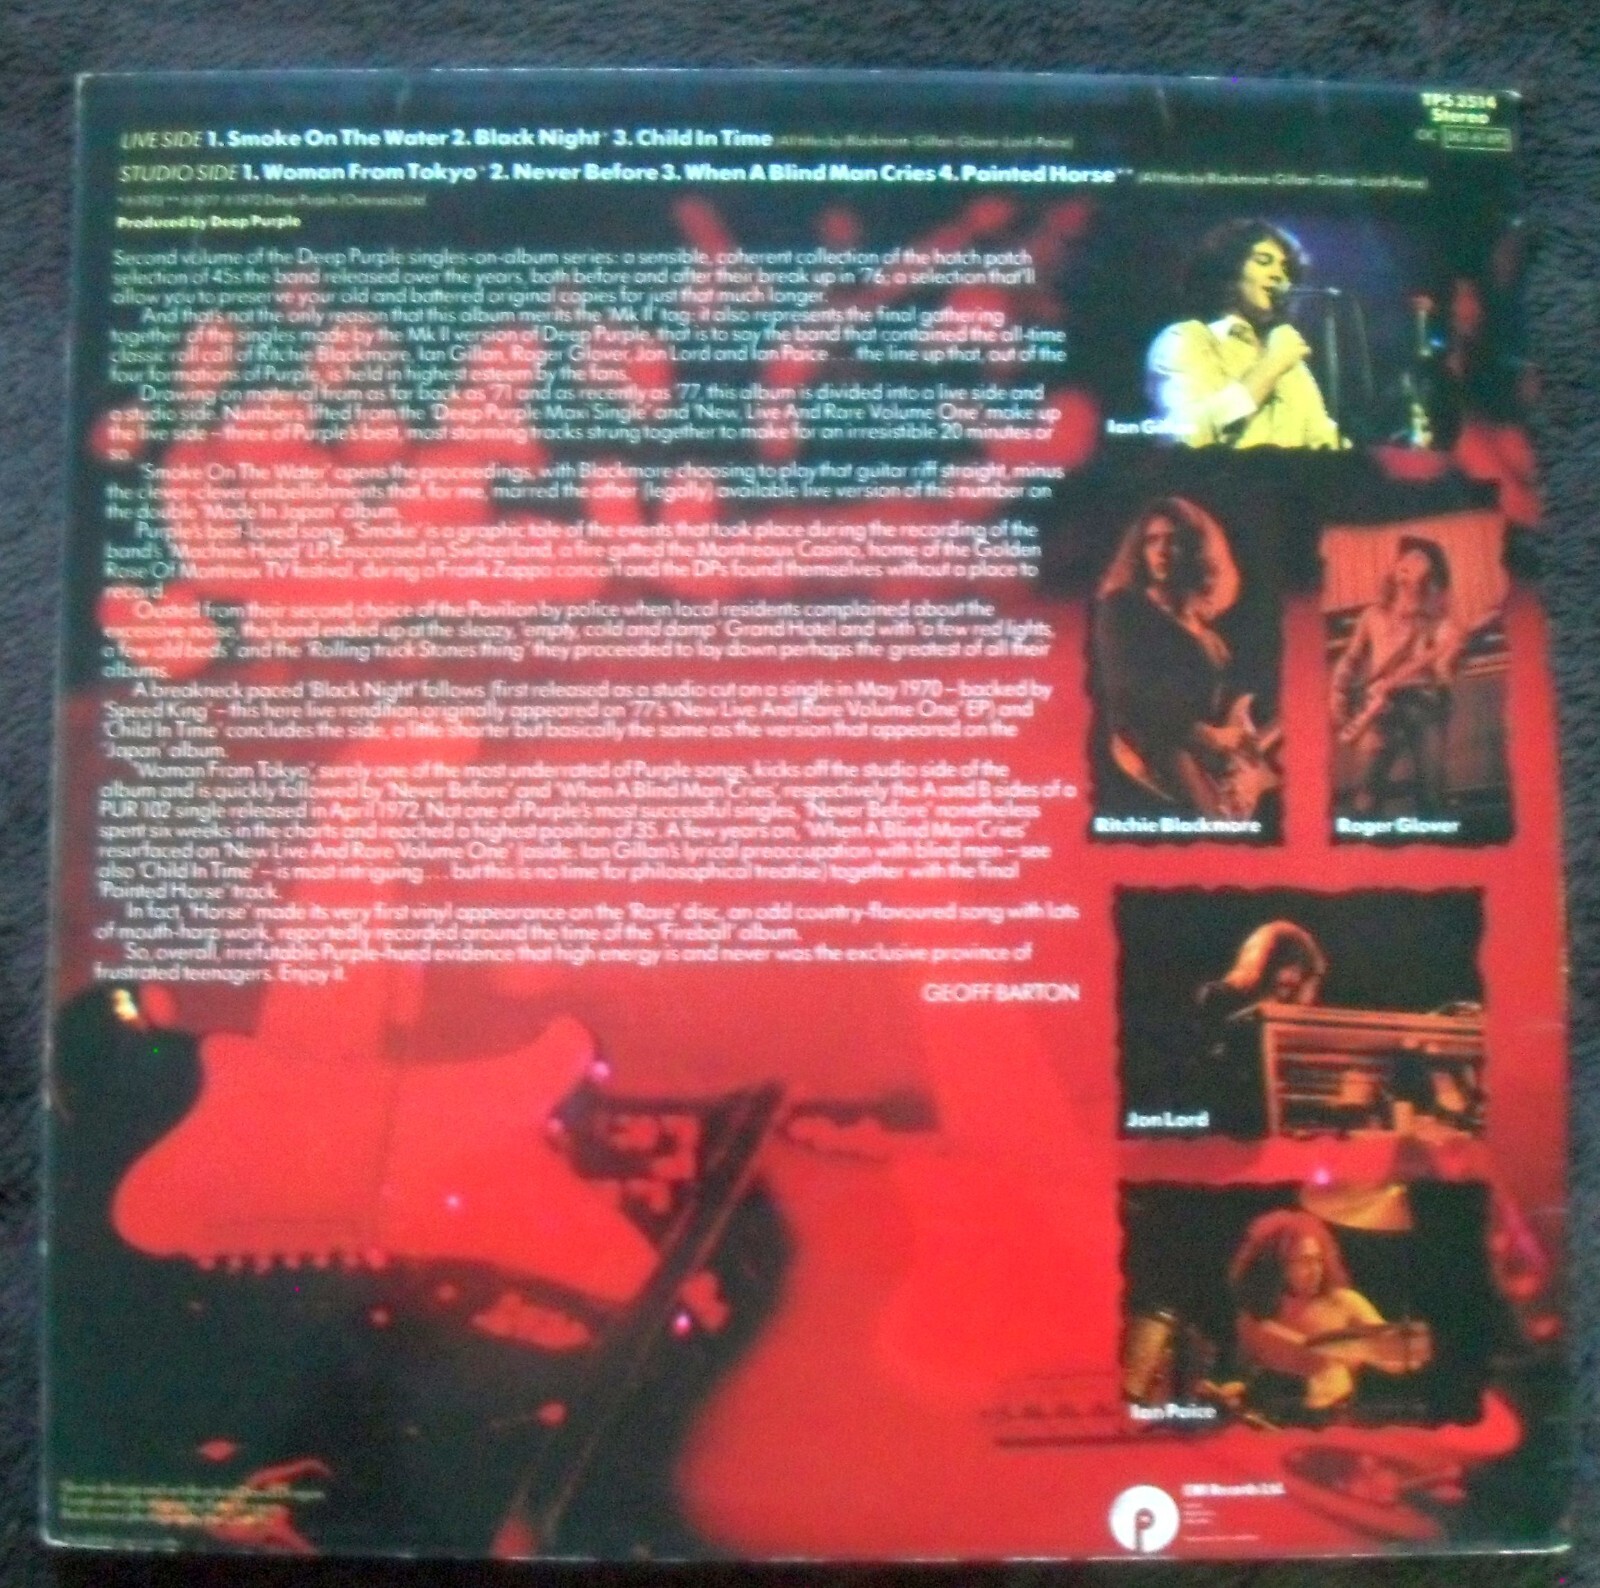 TPS 3514
Stereo
OC
LIVE SIDE 1. Smoke On The Water 2. Black Night* 3. Child In Time (All titles by Blackmore-Gillan-Glover-Lord-Paice)
STUDIO SIDE 1. Woman From Tokyo* 2. Never Before 3. When A Blind Man Cries 4. Painted Horse** (All titles by Blackmore-Gillan-Glover-Lord-Paice)
1972 Deep Purple (Overseas) Ltd
Produced by Deep Purple
Second volume of the Deep Purple singles-on-album series: a sensible, coherent collection of the hotch potch
selection of 45s the band released over the years, both before and after their break up in '76; a selection that'll
allow you to preserve your old and battered original copies for just that much longer.
And that's not the only reason that this album merits the 'Mk II' tag; it also represents the final gathering
together of the singles made by the Mk II version of Deep Purple, that is to say the band that contained the all-time
classic roll call of Ritchie Blackmore, Ian Gillan, Roger Glover, Jon Lord and Ian Paice . . . the line up that, out of the
four formations of Purple, is held in highest esteem by the fans.
Drawing on material from as far back as '71 and as recently as '77, this album is divided into a live side and
a studio side. Numbers lifted from the 'Deep Purple Maxi Single' and 'New, Live And Rare Volume One' make up
the live side – three of Purple's best, most storming tracks strung together to make for an irresistible 20 minutes or
so.
'Smoke On The Water' opens the proceedings, with Blackmore choosing to play that guitar riff straight, minus
the clever-clever embellishments that, for me, marred the other (legally) available live version of this number on
the double 'Made In Japan' album.
Purple's best-loved song, 'Smoke' is a graphic tale of the events that took place during the recording of the
band's 'Machine Head' LP. Ensconsed in Switzerland, a fire gutted the Montreaux Casino, home of the Golden
Rose Of Montreux TV festival, during a Frank Zappa concert and the DPs found themselves without a place to
record.
Ousted from their second choice of the Pavilion by police when local residents complained about the
excessive noise, the band ended up at the sleazy, 'empty, cold and damp' Grand Hotel and with 'a few red lights,
a few old beds' and the 'Rolling truck Stones thing' they proceeded to lay down perhaps the greatest of all their
albums.
A breakneck paced 'Black Night' follows (first released as a studio cut on a single in May 1970 – backed by
'Speed King' – this here live rendition originally appeared on '77's 'New Live And Rare Volume One' EP) and
'Child In Time' concludes the side, a little shorter but basically the same as the version that appeared on the
'Japan' album.
'Woman From Tokyo', surely one of the most underrated of Purple songs, kicks off the studio side of the
album and is quickly followed by 'Never Before' and 'When A Blind Man Cries', respectively the A and B sides of a
PUR 102 single released in April 1972. Not one of Purple's most successful singles, 'Never Before' nonetheless
spent six weeks in the charts and reached a highest position of 35. A few years on, 'When A Blind Man Cries'
resurfaced on 'New Live And Rare Volume One' (aside: Ian Gillan's lyrical preoccupation with blind men – see
also 'Child In Time' – is most intriguing . . . but this is no time for philosophical treatise) together with the final
'Painted Horse' track.
In fact, 'Horse' made its very first vinyl appearance on the 'Rare' disc, an odd country-flavoured song with lots
of mouth-harp work, reportedly recorded around the time of the 'Fireball' album.
So, overall, irrefutable Purple-hued evidence that high energy is and never was the exclusive province of
frustrated teenagers. Enjoy it.
GEOFF BARTON
Ian Gillan
Ritchie Blackmore
Roger Glover
Jon Lord
Ian Paice
EMI Records Ltd.